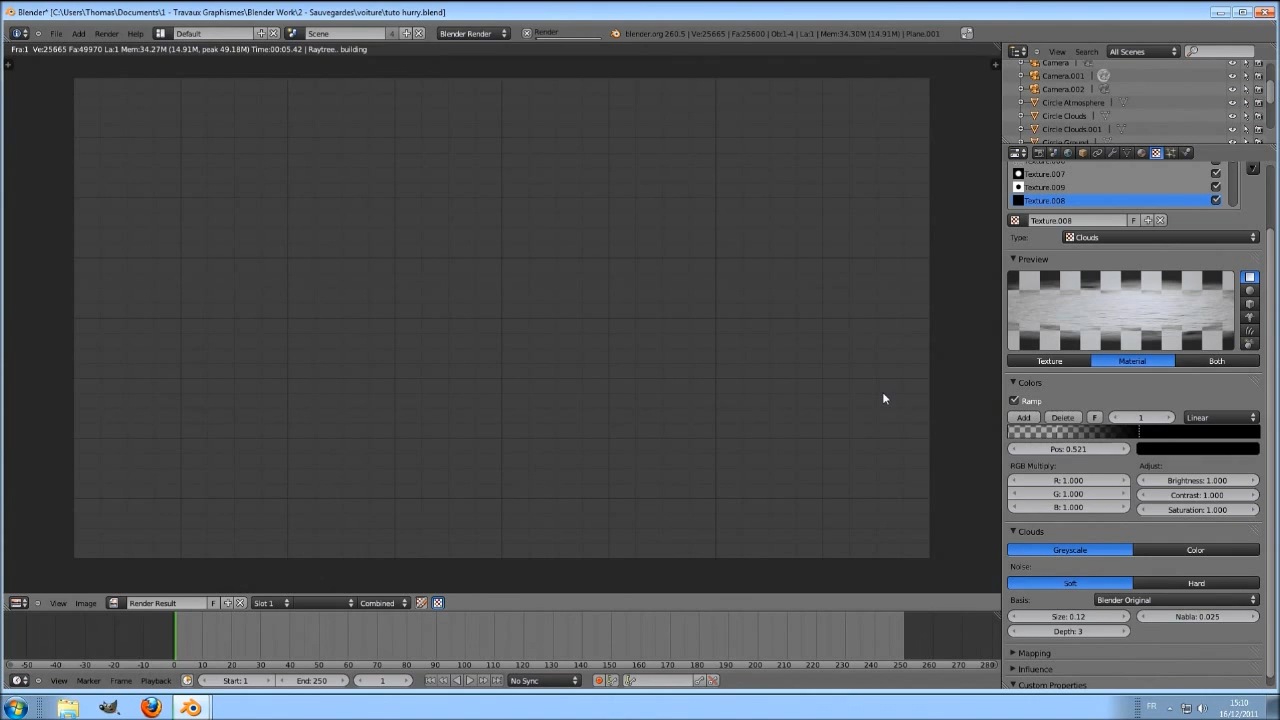 Blender* [C:\Users\Thomas\Documents\1 - Travaux Graphismes\Blender Work\2 - Sauvegardes\voiture\tuto hurry.blend]
File Add Render Help Default Scene 4 F Blender Render Render blender.org 260.5 | Ve:25665 | Fa:25600 | Ob:1-4 | La:1 | Mem:34.30M (14.91M) | Plane.001
Fra:1 Ve:25665 Fa:49970 La:1 Mem:34.27M (14.91M, peak 49.18M) Time:00:05.42 | Raytree.. building
View Search All Scenes
Camera
Camera.001
Camera.002
Circle Atmosphere
Circle Clouds
Circle Clouds.001
Circle Ground
Texture.007
Texture.009
Texture.008
Texture.008 F
Type: Clouds
Preview
Texture Material Both
Colors
Ramp
Add Delete F 1 Linear
Pos: 0.521
RGB Multiply: Adjust:
R: 1.000 Brightness: 1.000
G: 1.000 Contrast: 1.000
B: 1.000 Saturation: 1.000
Clouds
Greyscale Color
Noise:
Soft Hard
Basis: Blender Original
Size: 0.12 Nabla: 0.025
Depth: 3
Mapping
Influence
Custom Properties
View Image Render Result F Slot 1 Combined
-50 -40 -30 -20 -10 0 10 20 30 40 50 60 70 80 90 100 110 120 130 140 150 160 170 180 190 200 210 220 230 240 250 260 270 280
View Marker Frame Playback Start: 1 End: 250 1 No Sync
FR 15:10
16/12/2011